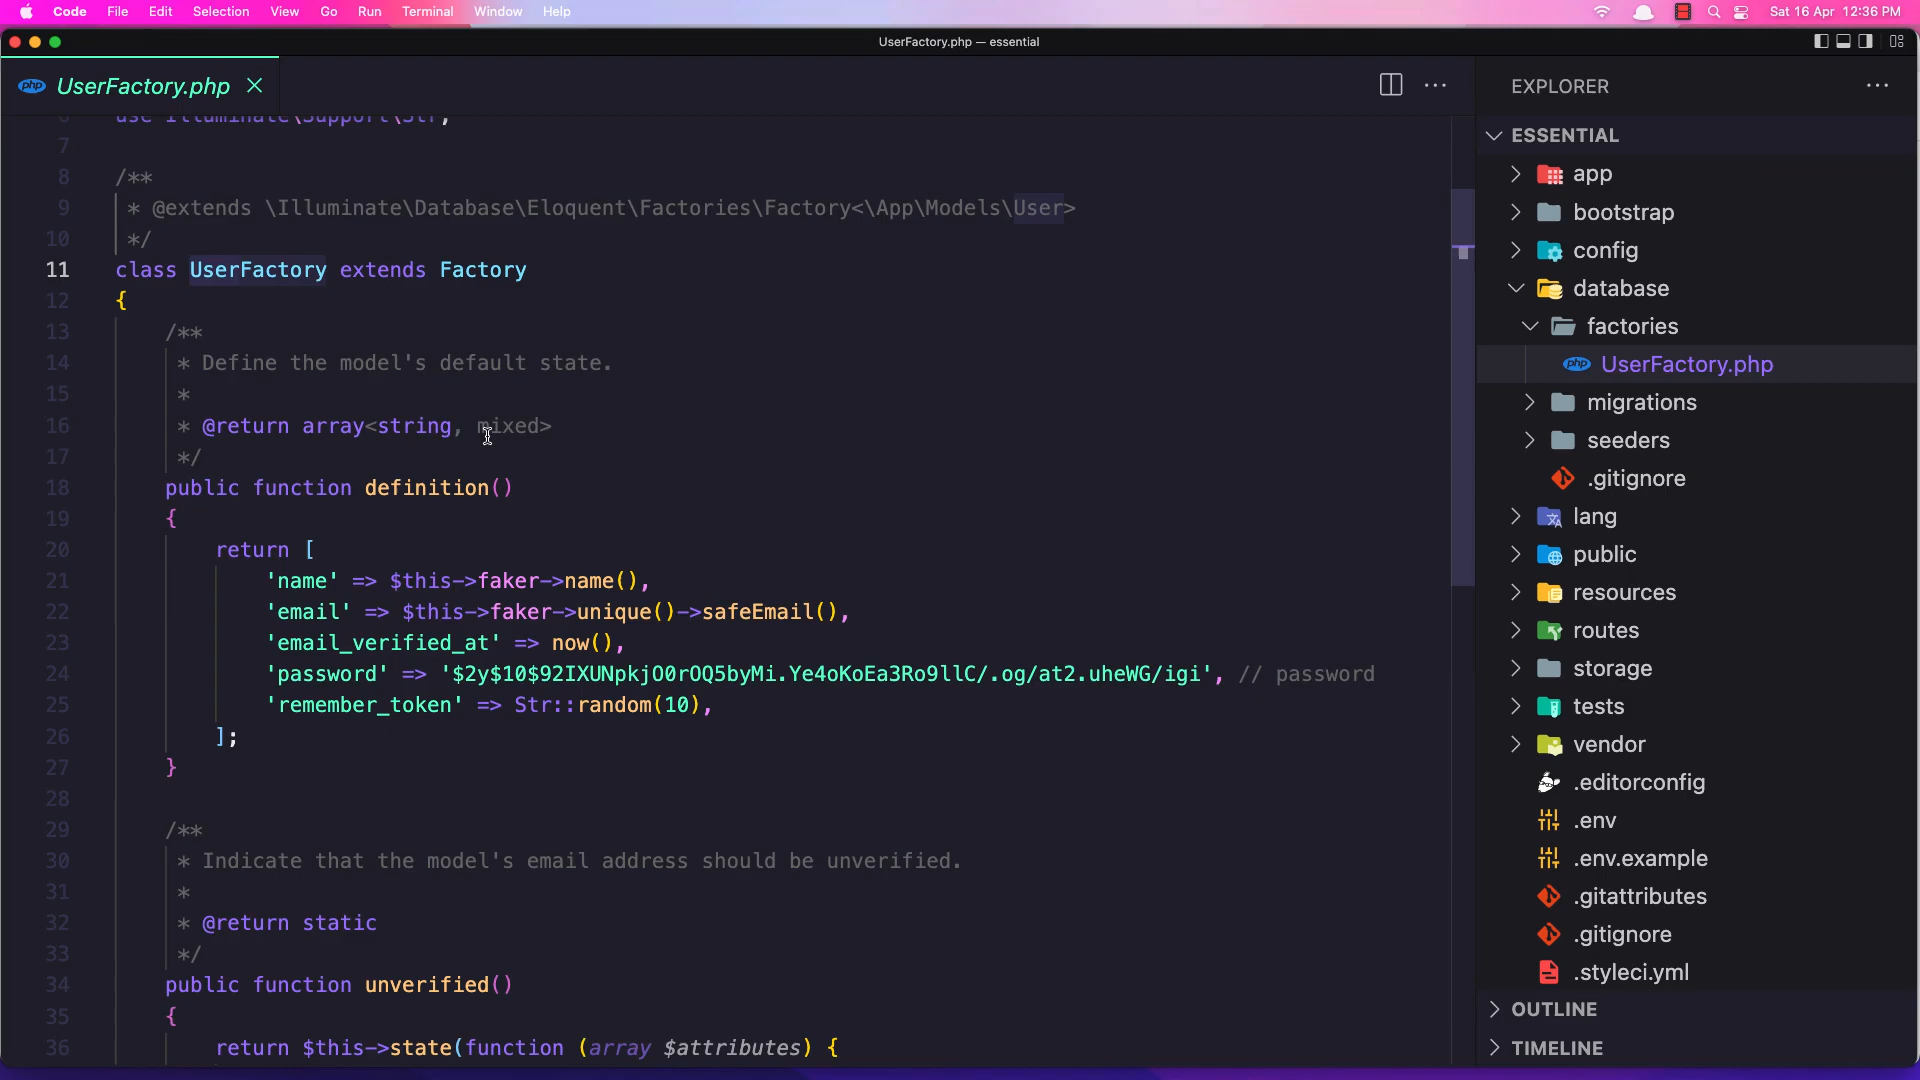 Code File Edit Selection View Go Run Terminal Window Help Sat 16 Apr 12:36 PM
UserFactory.php — essential
UserFactory.php
6 use Illuminate\Support\Str;
7
8 /**
9 * @extends \Illuminate\Database\Eloquent\Factories\Factory<\App\Models\User>
10 */
11 class UserFactory extends Factory
12 {
13 /**
14 * Define the model's default state.
15 *
16 * @return array<string, mixed>
17 */
18 public function definition()
19 {
20 return [
21 'name' => $this->faker->name(),
22 'email' => $this->faker->unique()->safeEmail(),
23 'email_verified_at' => now(),
24 'password' => '$2y$10$92IXUNpkjO0rOQ5byMi.Ye4oKoEa3Ro9llC/.og/at2.uheWG/igi', // password
25 'remember_token' => Str::random(10),
26 ];
27 }
28
29 /**
30 * Indicate that the model's email address should be unverified.
31 *
32 * @return static
33 */
34 public function unverified()
35 {
36 return $this->state(function (array $attributes) {
EXPLORER
ESSENTIAL
app
bootstrap
config
database
factories
php UserFactory.php
migrations
seeders
.gitignore
lang
public
resources
routes
storage
tests
vendor
.editorconfig
.env
.env.example
.gitattributes
.gitignore
.styleci.yml
OUTLINE
TIMELINE